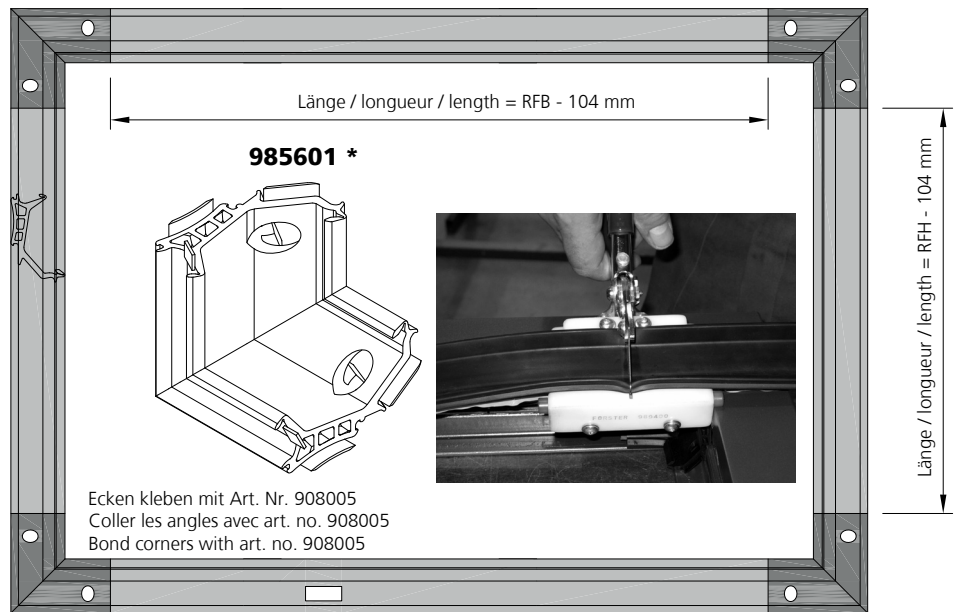 Länge / longueur / length = RFB - 104 mm
985601 *
Länge / longueur / length = RFH - 104 mm
Ecken kleben mit Art. Nr. 908005
Coller les angles avec art. no. 908005
Bond corners with art. no. 908005